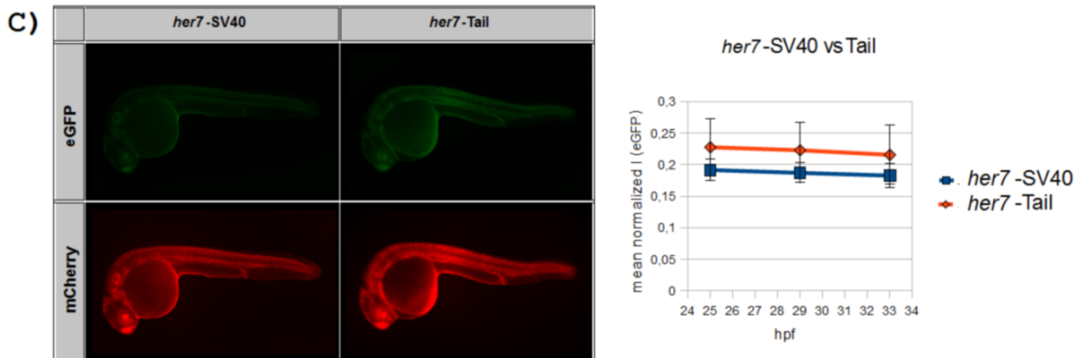 C)
her7-SV40
her7-Tail
eGFP
mCherry
her7-SV40 vs Tail
mean normalized I (eGFP)
0,3
0,25
0,2
0,15
0,1
0,05
0
24 25 26 27 28 29 30 31 32 33 34
hpf
her7-SV40
her7-Tail